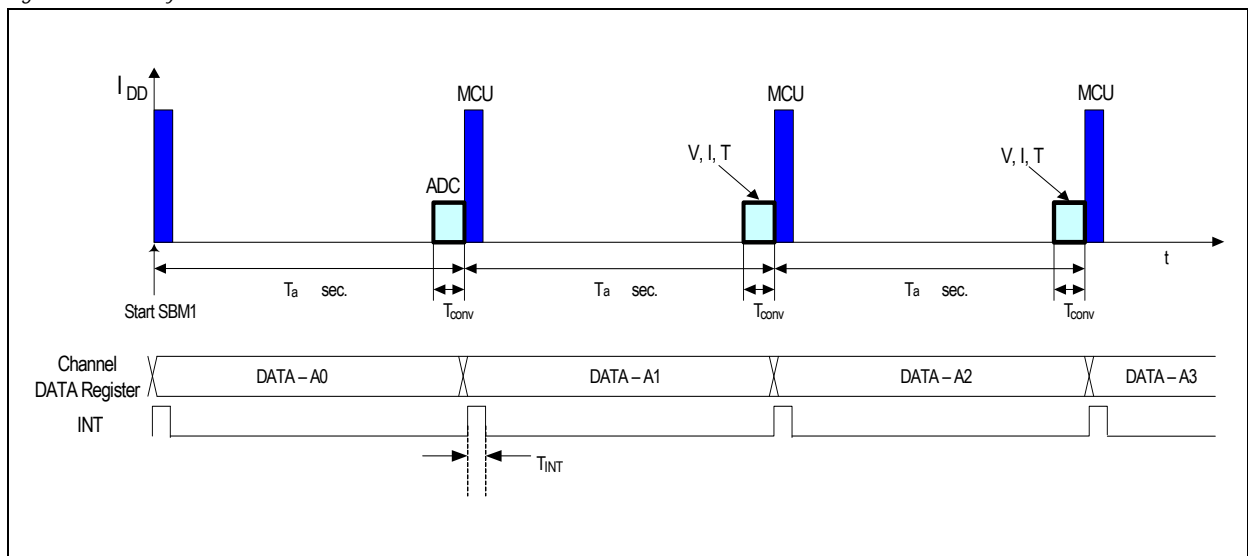 I DD
MCU
MCU
MCU
V, I, T
V, I, T
ADC
t
Ta sec.
Ta sec.
Ta sec.
Start SBM1
Tconv
Tconv
Tconv
Channel
DATA Register
DATA – A0
DATA – A1
DATA – A2
DATA – A3
INT
TINT